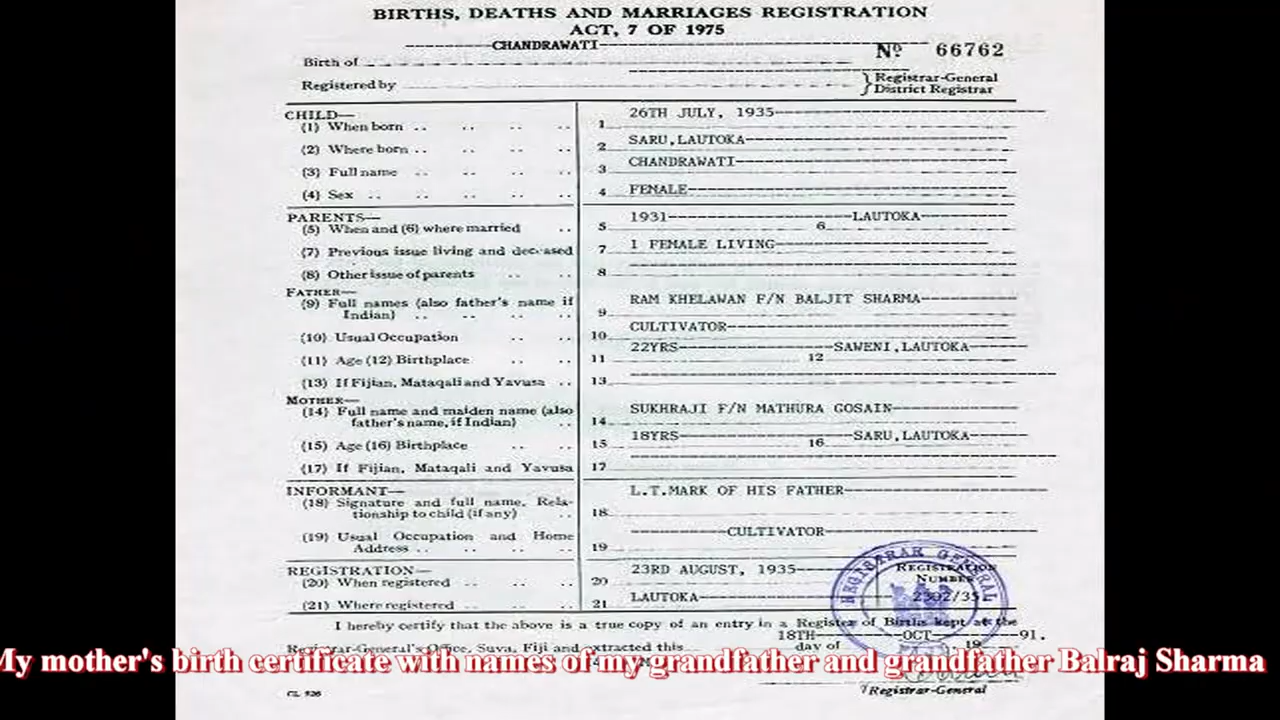 BIRTHS, DEATHS AND MARRIAGES REGISTRATION
ACT, 7 OF 1975
CHANDRAWATI
Nº 66762
Birth of
Registered by } Registrar-General
District Registrar
CHILD—
(1) When born 1 26TH JULY, 1935
(2) Where born 2 SARU,LAUTOKA
(3) Full name 3 CHANDRAWATI
(4) Sex 4 FEMALE
PARENTS—
(5) When and (6) where married 5 1931 6 LAUTOKA
(7) Previous issue living and deceased 7 1 FEMALE LIVING
(8) Other issue of parents 8
FATHER—
(9) Full names (also father's name if
Indian) 9 RAM KHELAWAN F/N BALJIT SHARMA
(10) Usual Occupation 10 CULTIVATOR
(11) Age (12) Birthplace 11 22YRS 12 SAWENI,LAUTOKA
(13) If Fijian, Mataqali and Yavusa 13
MOTHER—
(14) Full name and maiden name (also
father's name, if Indian) 14 SUKHRAJI F/N MATHURA GOSAIN
(15) Age (16) Birthplace 15 18YRS 16 SARU,LAUTOKA
(17) If Fijian, Mataqali and Yavusa 17
INFORMANT—
(18) Signature and full name, Rela-
tionship to child (if any) 18 L.T.MARK OF HIS FATHER
(19) Usual Occupation and Home
Address 19 CULTIVATOR
REGISTRATION—
(20) When registered 20 23RD AUGUST, 1935
(21) Where registered 21 LAUTOKA
REGISTRAR GENERAL
REGISTRATION
NUMBER
2302/35
I hereby certify that the above is a true copy of an entry in a Register of Births kept at the
18TH OCT 91.
Registrar-General's Office, Suva, Fiji and extracted this day of 19
My mother's birth certificate with names of my grandfather and grandfather Balraj Sharma
Registrar-General